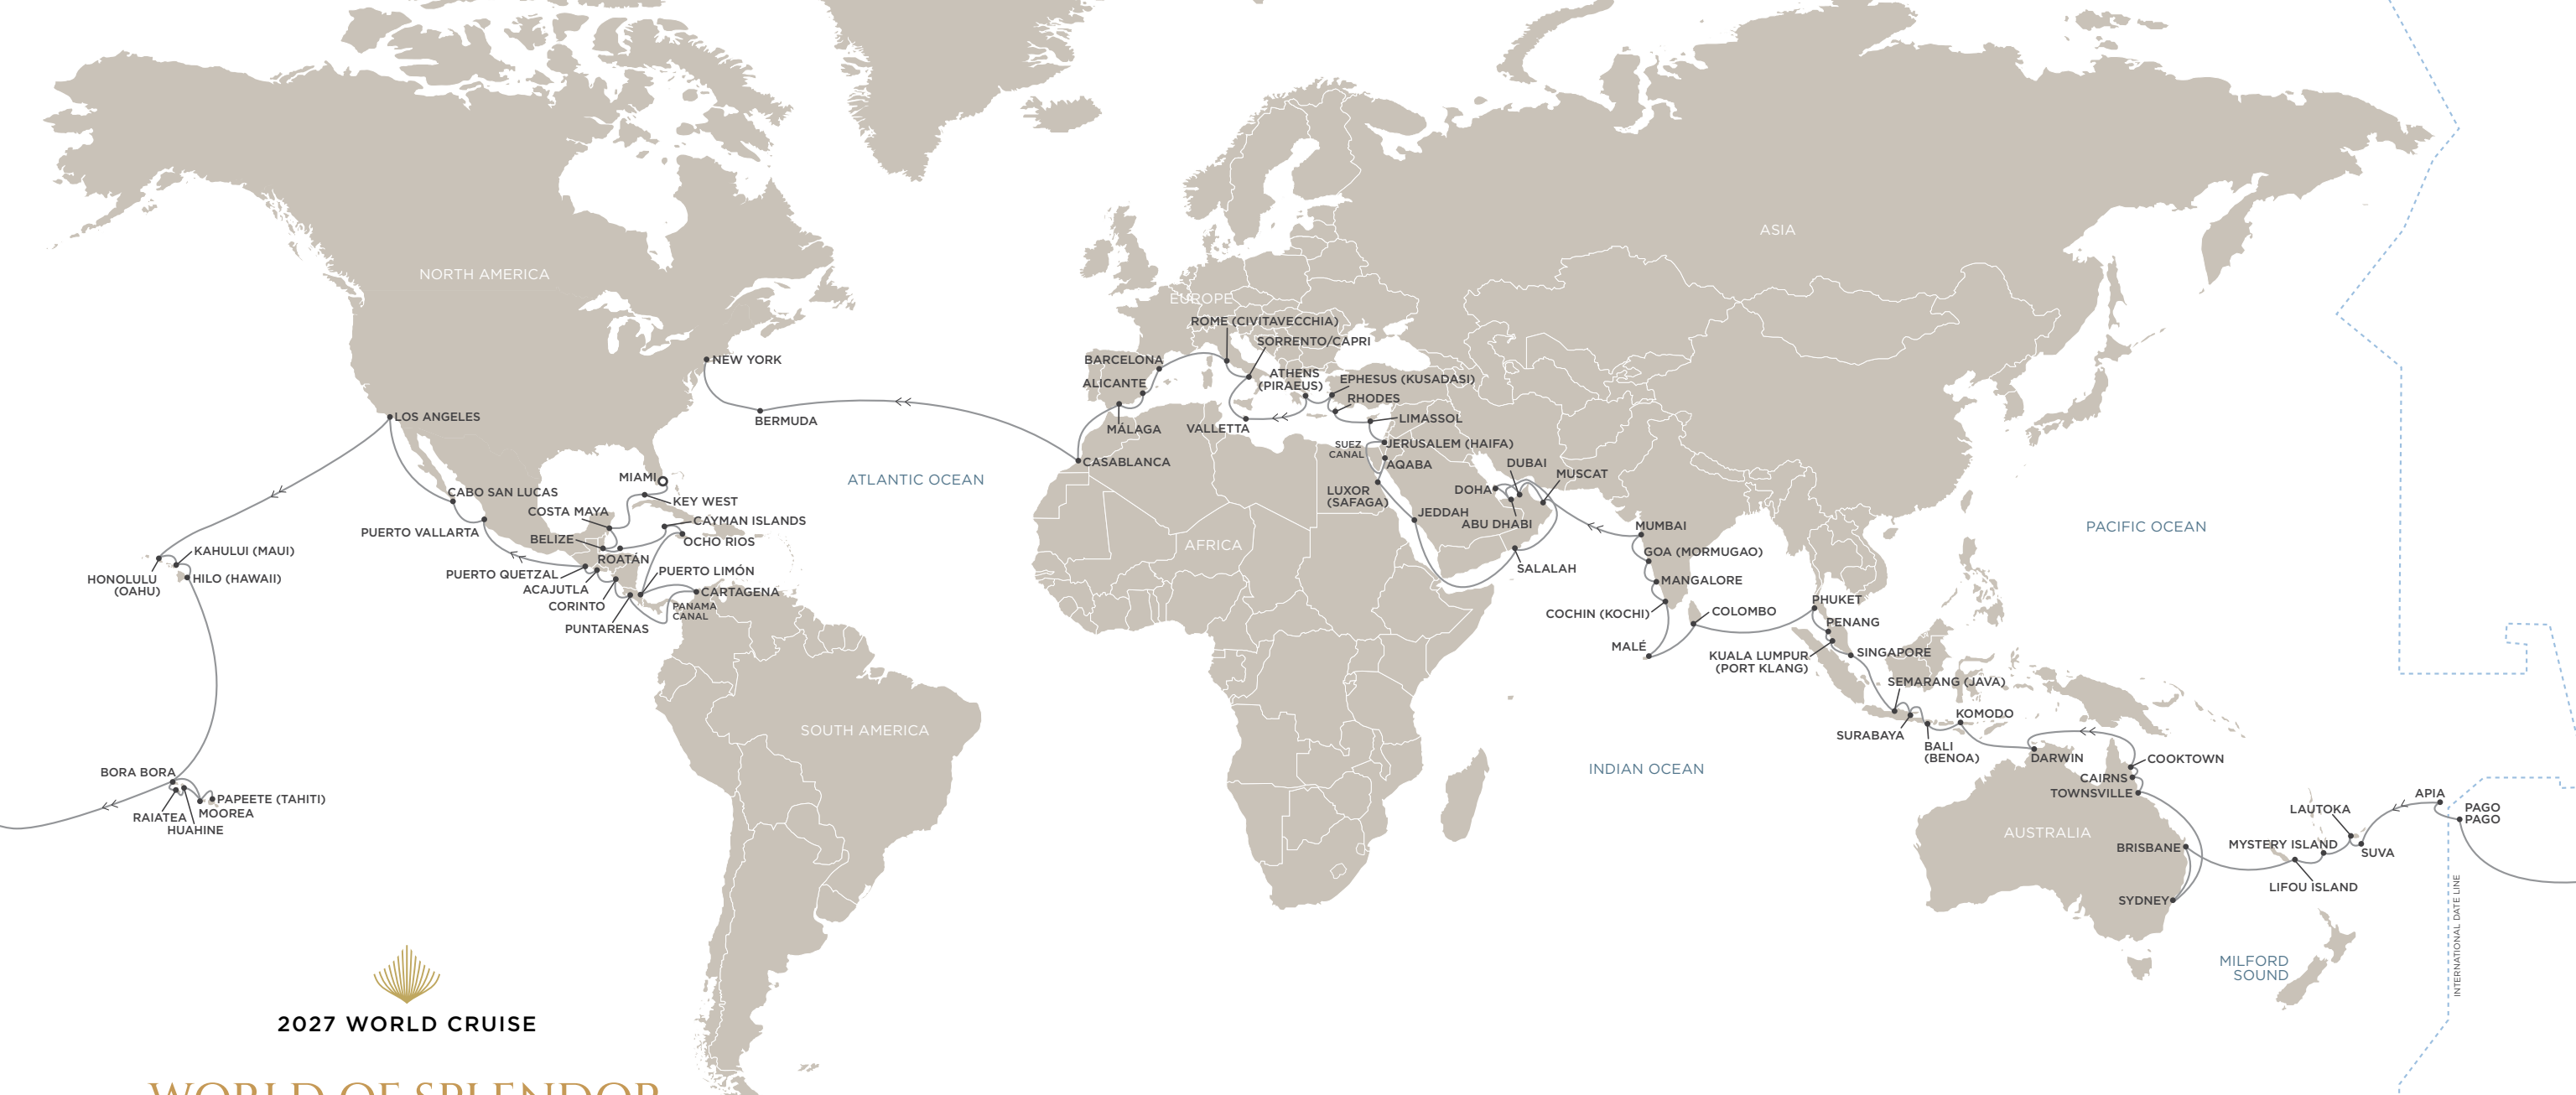 NORTH AMERICA
NEW YORK
BERMUDA
LOS ANGELES
CABO SAN LUCAS
PUERTO VALLARTA
MIAMI
KEY WEST
COSTA MAYA
CAYMAN ISLANDS
BELIZE
OCHO RIOS
ROATÁN
PUERTO QUETZAL
PUERTO LIMÓN
ACAJUTLA
CARTAGENA
CORINTO
PANAMA
CANAL
PUNTARENAS
KAHULUI (MAUI)
HONOLULU
(OAHU)
HILO (HAWAII)
BORA BORA
PAPEETE (TAHITI)
RAIATEA
MOOREA
HUAHINE
SOUTH AMERICA
ATLANTIC OCEAN
EUROPE
ROME (CIVITAVECCHIA)
SORRENTO/CAPRI
BARCELONA
ALICANTE
ATHENS
(PIRAEUS)
EPHESUS (KUSADASI)
RHODES
MÁLAGA
VALLETTA
LIMASSOL
CASABLANCA
SUEZ
CANAL
JERUSALEM (HAIFA)
AQABA
LUXOR
(SAFAGA)
JEDDAH
DOHA
DUBAI
MUSCAT
ABU DHABI
SALALAH
AFRICA
ASIA
MUMBAI
GOA (MORMUGAO)
MANGALORE
COCHIN (KOCHI)
COLOMBO
MALÉ
PHUKET
PENANG
KUALA LUMPUR
(PORT KLANG)
SINGAPORE
SEMARANG (JAVA)
SURABAYA
BALI
(BENOA)
KOMODO
DARWIN
COOKTOWN
CAIRNS
TOWNSVILLE
INDIAN OCEAN
PACIFIC OCEAN
AUSTRALIA
BRISBANE
SYDNEY
LAUTOKA
MYSTERY ISLAND
SUVA
LIFOU ISLAND
APIA
PAGO
PAGO
INTERNATIONAL DATE LINE
MILFORD
SOUND
2027 WORLD CRUISE
WORLD OF SPLENDOR